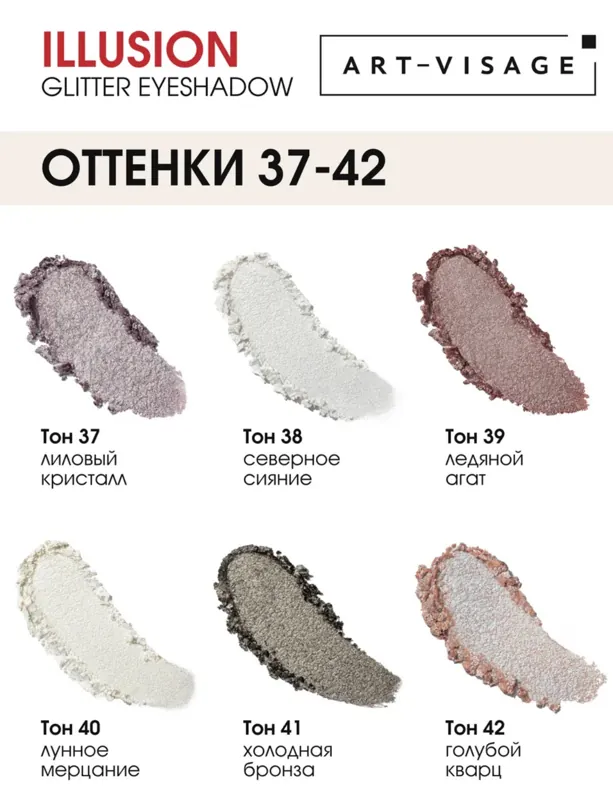 ILLUSION
GLITTER EYESHADOW
ART-VISAGE
ОТТЕНКИ 37-42
Тон 37
лиловый
кристалл
Тон 38
северное
сияние
Тон 39
ледяной
агат
Тон 40
лунное
мерцание
Тон 41
холодная
бронза
Тон 42
голубой
кварц